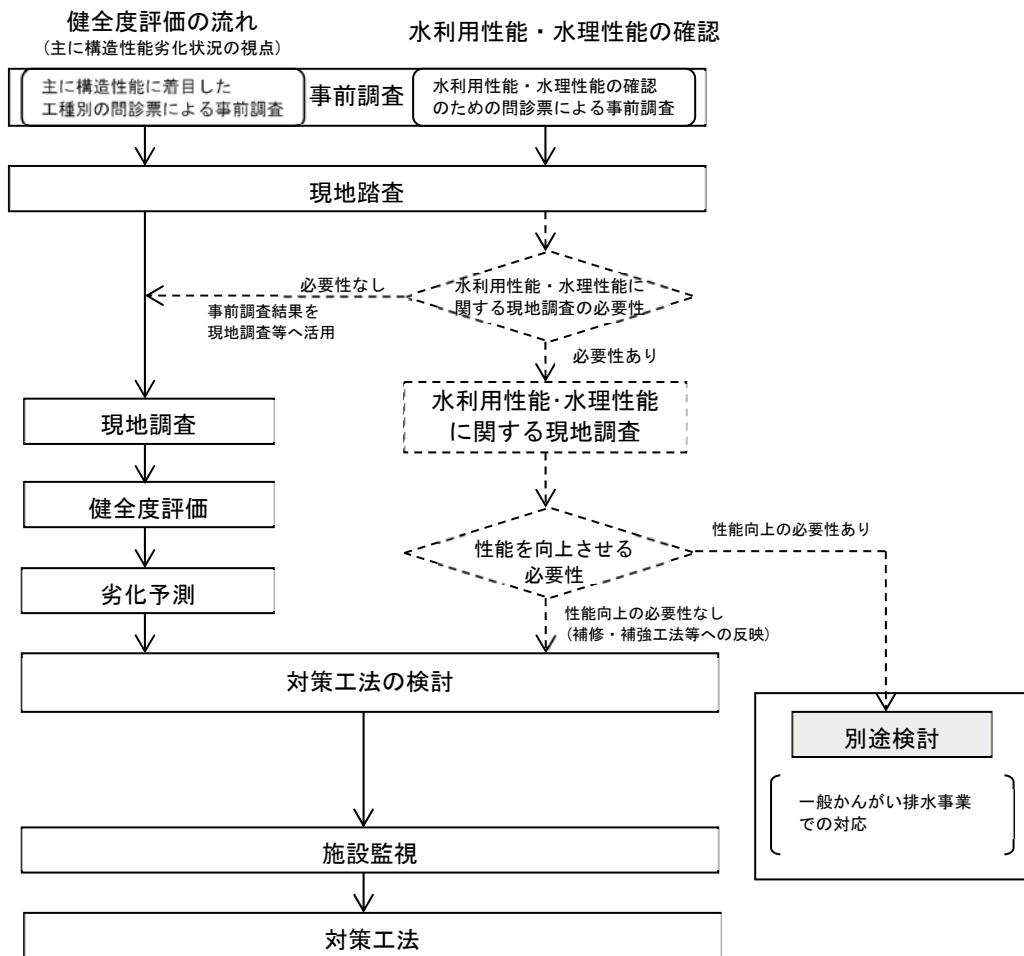 健全度評価の流れ
(主に構造性能劣化状況の視点)
水利用性能・水理性能の確認
主に構造性能に着目した
工種別の問診票による事前調査
事前調査
水利用性能・水理性能の確認
のための問診票による事前調査
現地踏査
水利用性能・水理性能に
関する現地調査の必要性
必要性なし
事前調査結果を
現地調査等へ活用
必要性あり
現地調査
水利用性能･水理性能
に関する現地調査
健全度評価
性能を向上させる
必要性
性能向上の必要性あり
劣化予測
性能向上の必要性なし
(補修・補強工法等への反映)
対策工法の検討
別途検討
一般かんがい排水事業
での対応
施設監視
対策工法